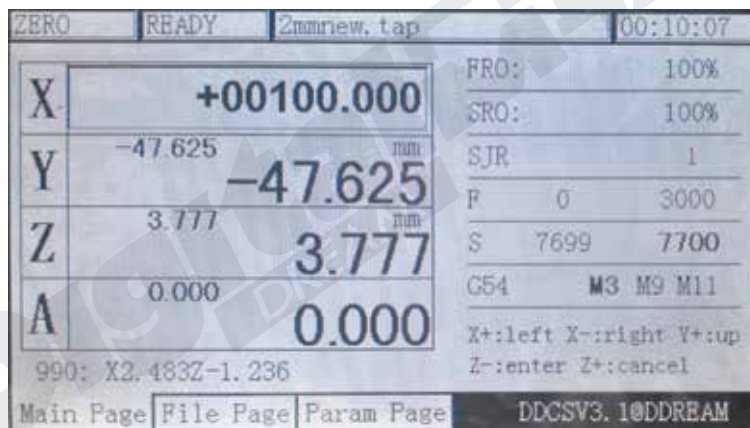 ZERO READY 2mmnew.tap 00:10:07
X +00100.000
Y -47.625 mm -47.625
Z 3.777 mm 3.777
A 0.000 0.000
990: X2.483Z-1.236
FRO: 100%
SRO: 100%
SJR 1
F 0 3000
S 7699 7700
G54 M3 M9 M11
X+:left X-:right Y+:up
Z-:enter Z+:cancel
Main Page File Page Param Page DDCSV3.1@DDREAM